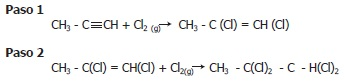 Paso 1
CH₃ - C≡CH + Cl₂ (g)→ CH₃ - C (Cl) = CH (Cl)
Paso 2
CH₃ - C(Cl) = CH(Cl) + Cl₂(g)→ CH₃ - C(Cl)₂ - C - H(Cl)₂